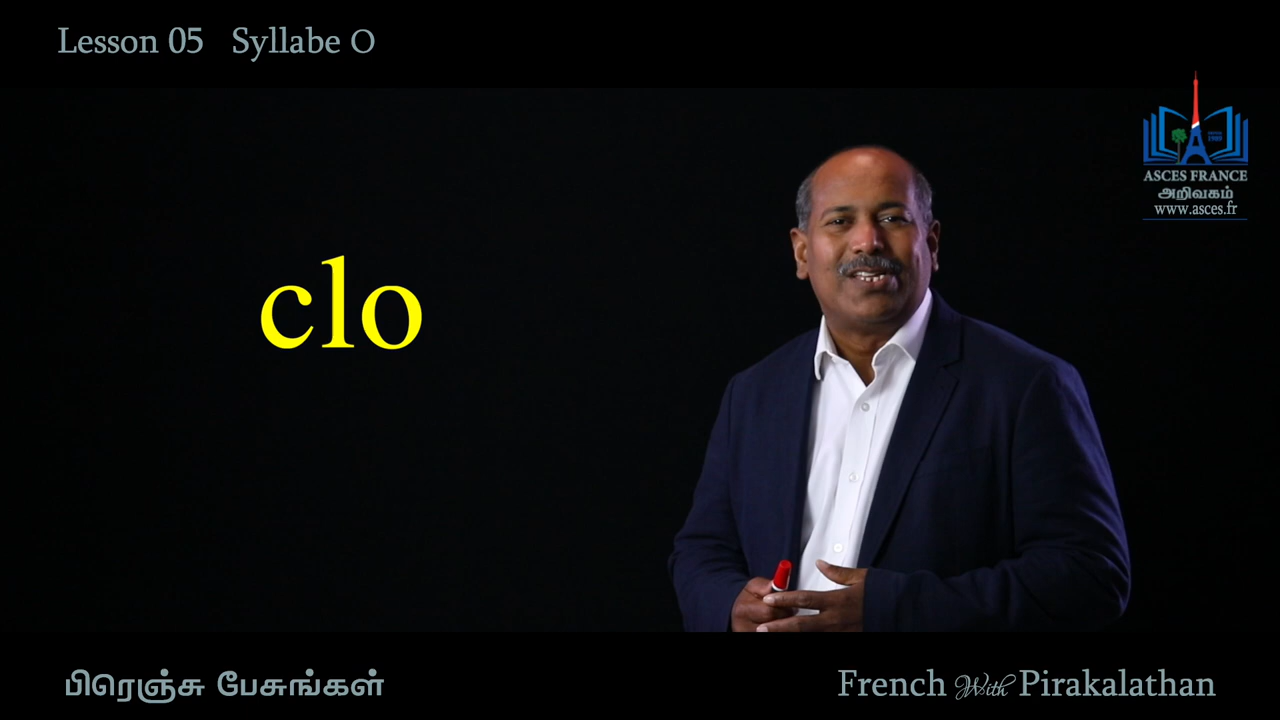 Lesson 05 Syllabe O
ASCES FRANCE
அறிவகம்
www.asces.fr
clo
பிரெஞ்சு பேசுங்கள்
French With Pirakalathan